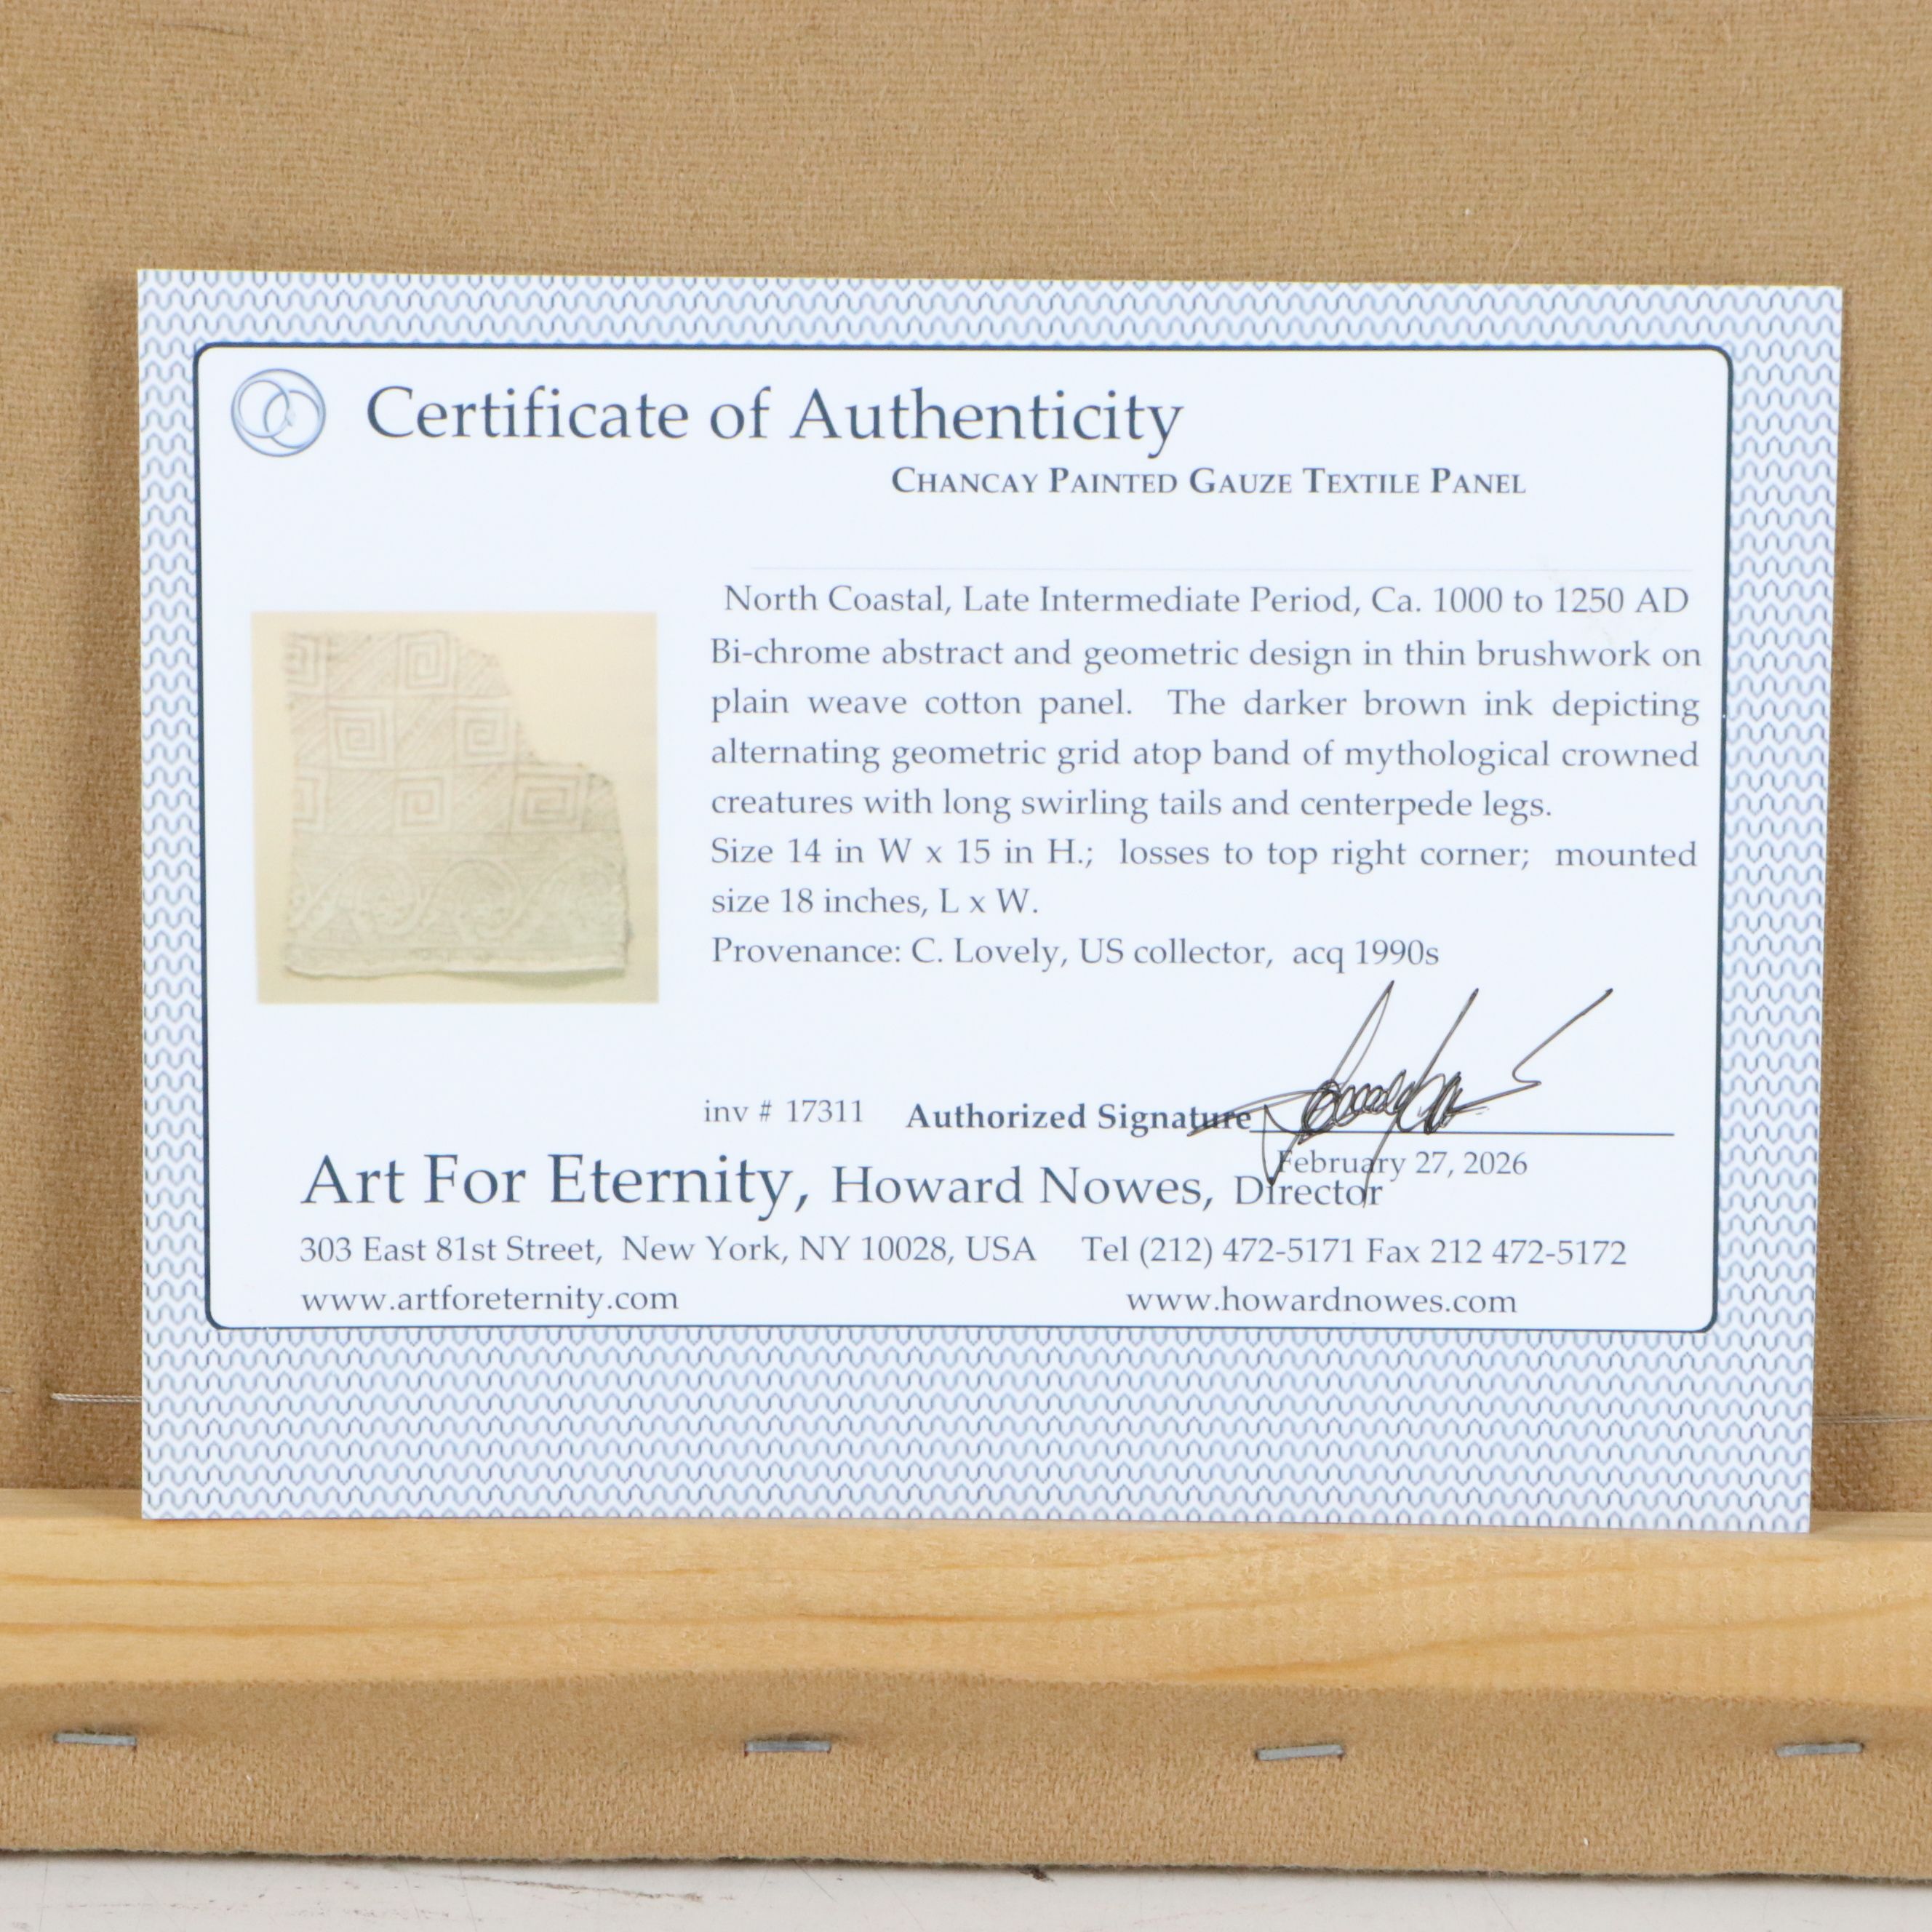 Certificate of Authenticity
CHANCAY PAINTED GAUZE TEXTILE PANEL
North Coastal, Late Intermediate Period, Ca. 1000 to 1250 AD
Bi-chrome abstract and geometric design in thin brushwork on
plain weave cotton panel. The darker brown ink depicting
alternating geometric grid atop band of mythological crowned
creatures with long swirling tails and centerpede legs.
Size 14 in W x 15 in H.; losses to top right corner; mounted
size 18 inches, L x W.
Provenance: C. Lovely, US collector, acq 1990s
inv # 17311 Authorized Signature
February 27, 2026
Art For Eternity, Howard Nowes, Director
303 East 81st Street, New York, NY 10028, USA Tel (212) 472-5171 Fax 212 472-5172
www.artforeternity.com www.howardnowes.com